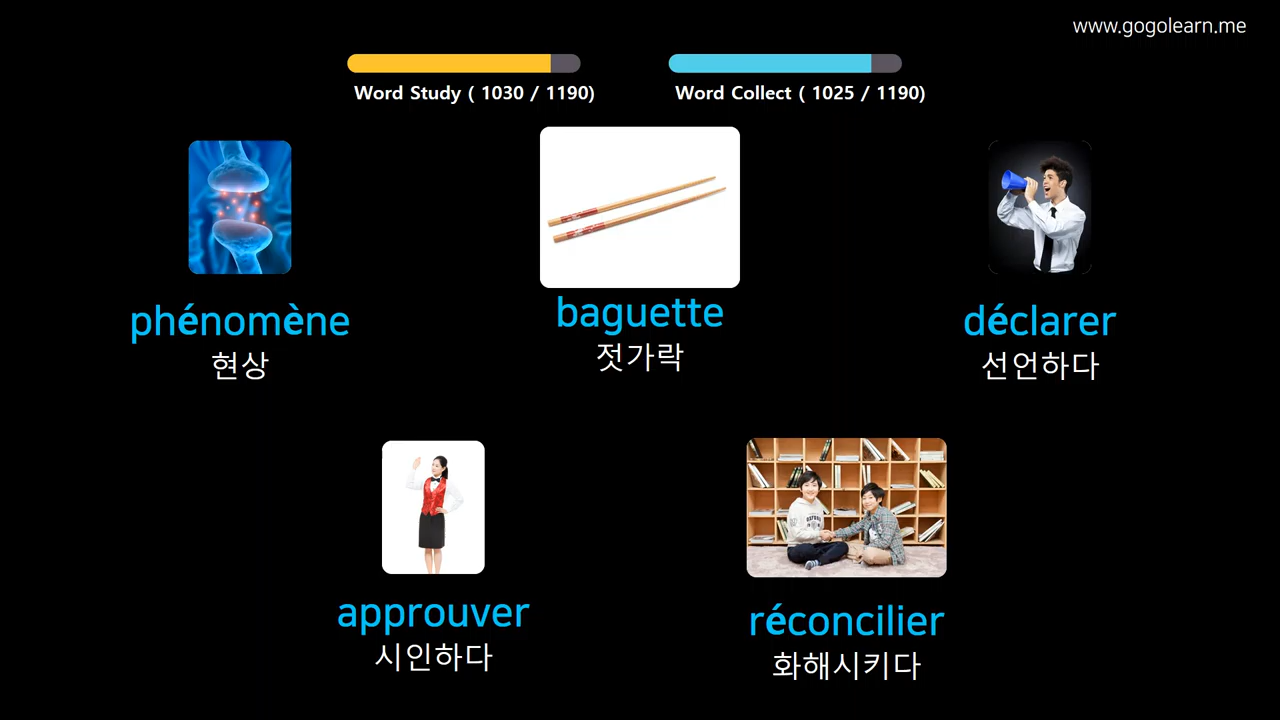 www.gogolearn.me
Word Study ( 1030 / 1190)
Word Collect ( 1025 / 1190)
phénomène
현상
baguette
젓가락
déclarer
선언하다
approuver
시인하다
réconcilier
화해시키다